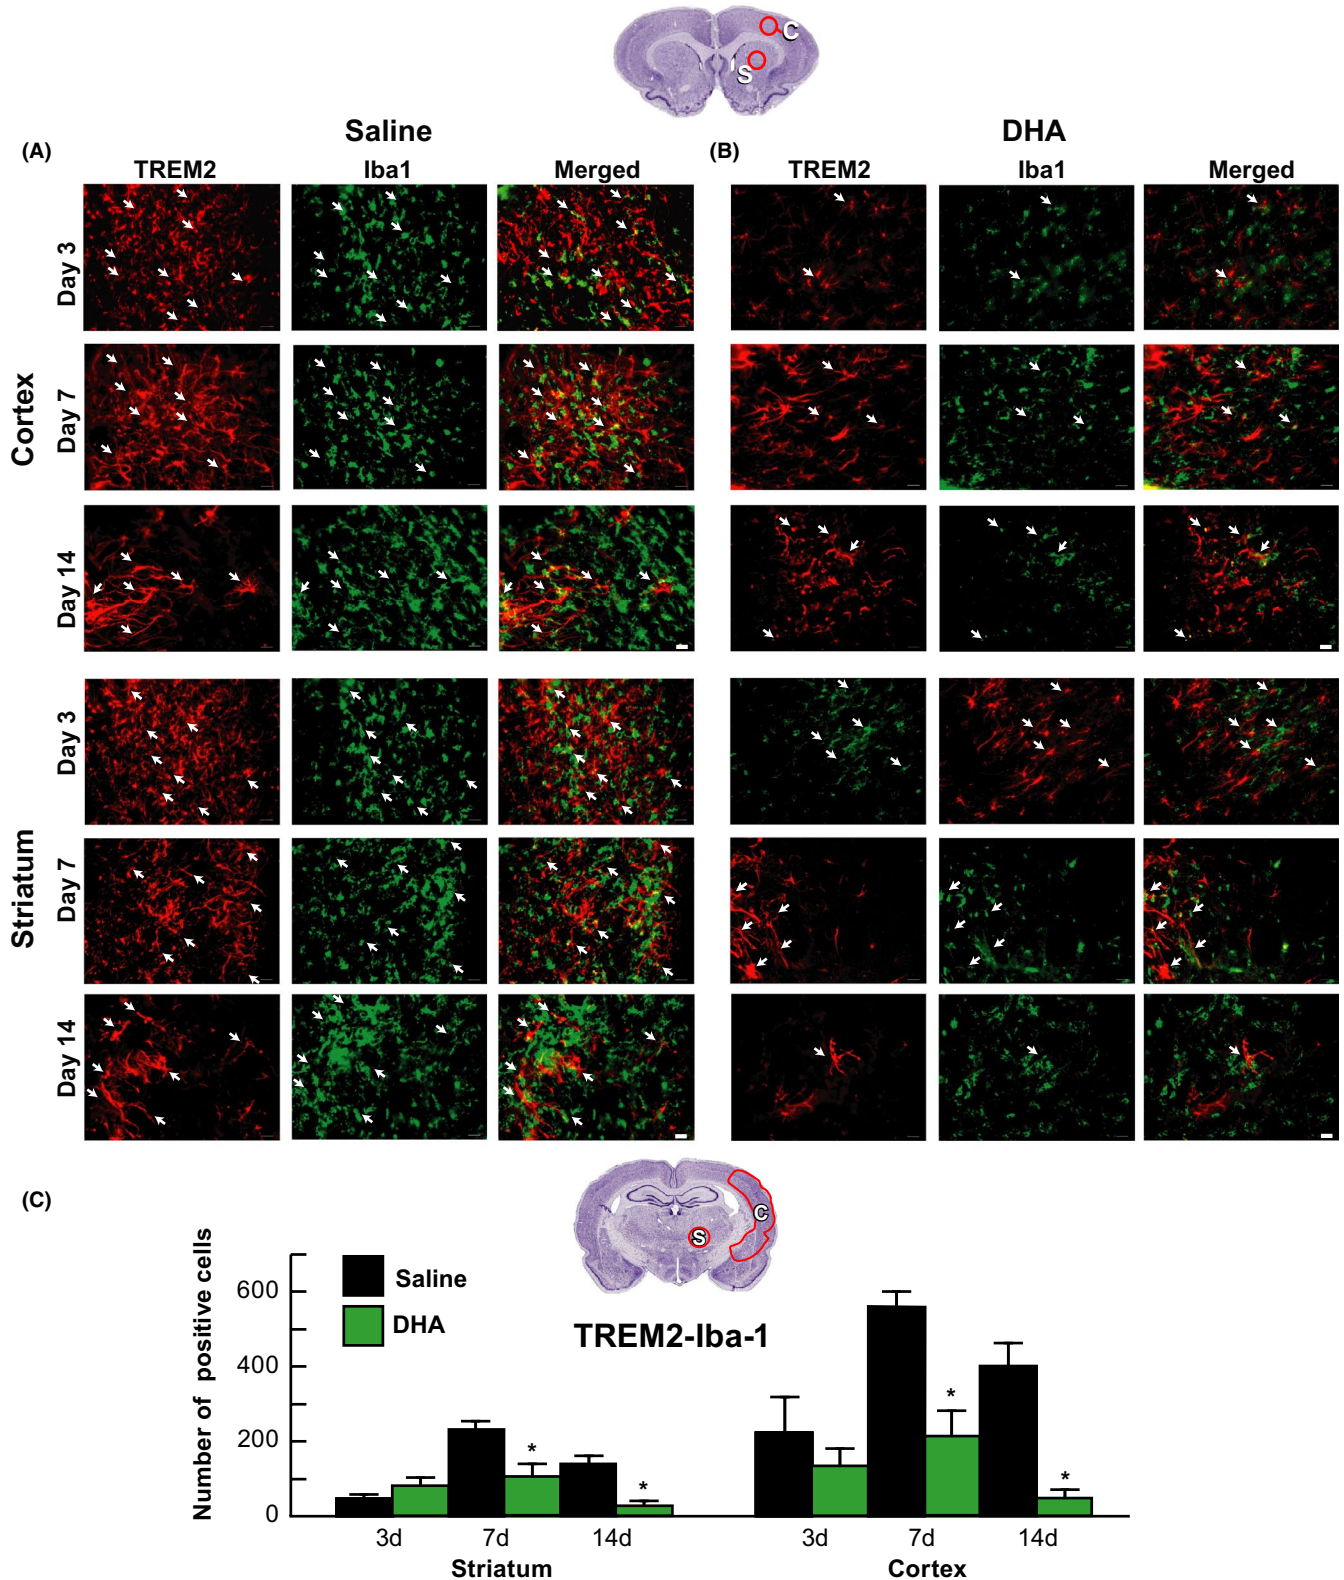 C
S
Saline
DHA
(A)
(B)
TREM2
Iba1
Merged
TREM2
Iba1
Merged
Cortex
Day 3
Day 7
Day 14
Striatum
Day 3
Day 7
Day 14
(C)
C
S
Number of positive cells
600
400
200
0
Saline
DHA
TREM2-Iba-1
*
*
*
*
3d
7d
14d
3d
7d
14d
Striatum
Cortex